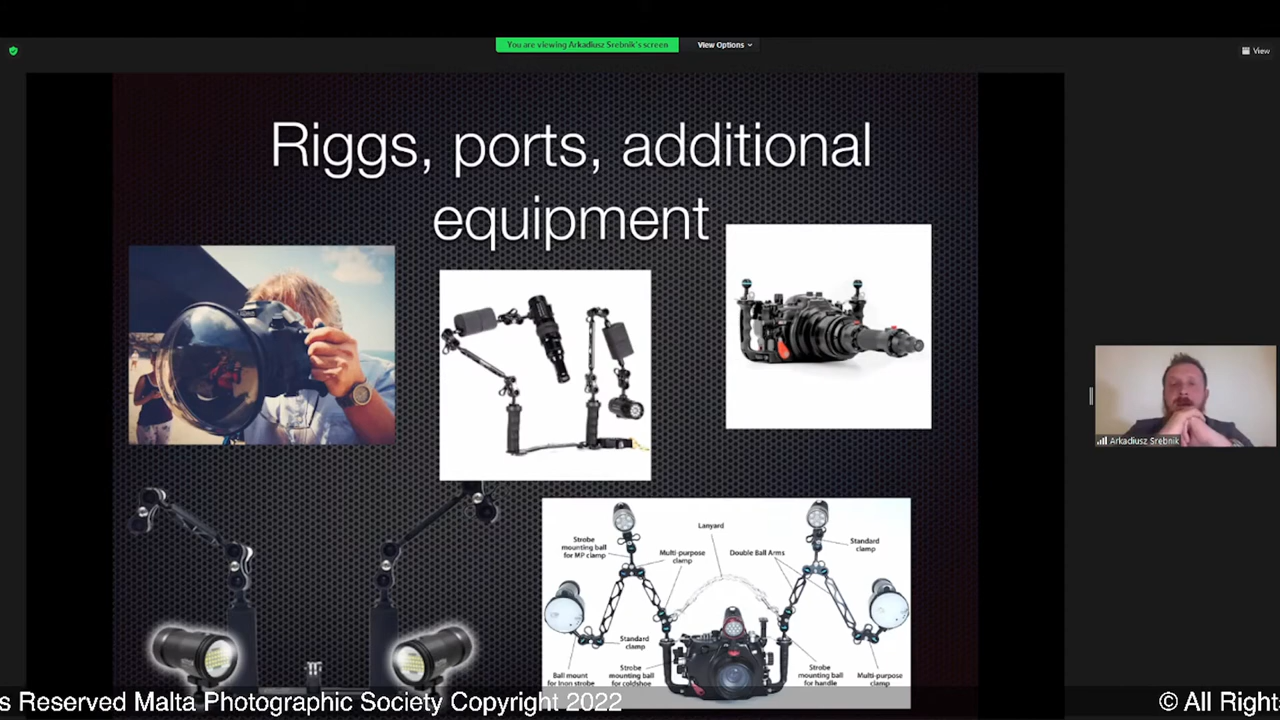 You are viewing Arkadiusz Srebnik's screen
View Options
View
Riggs, ports, additional
equipment
Arkadiusz Srebnik
Lanyard
Strobe
mounting ball
for MP clamp
Multi-purpose
clamp
Double Ball Arms
Standard
clamp
Standard
clamp
Ball mount
for Inon strobe
Strobe
mounting ball
for coldshoe
Strobe
mounting ball
for handle
Multi-purpose
clamp
s Reserved Malta Photographic Society Copyright 2022
© All Right